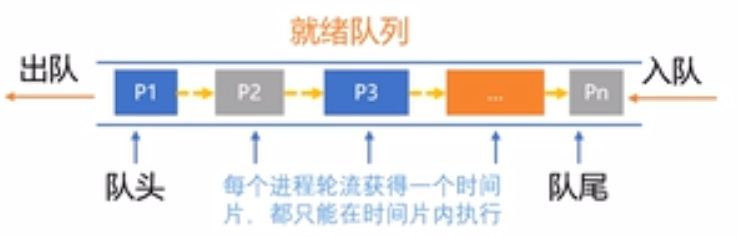 就绪队列
出队
P1
P2
P3
...
Pn
入队
队头
每个进程轮流获得一个时间
片、都只能在时间片内执行
队尾